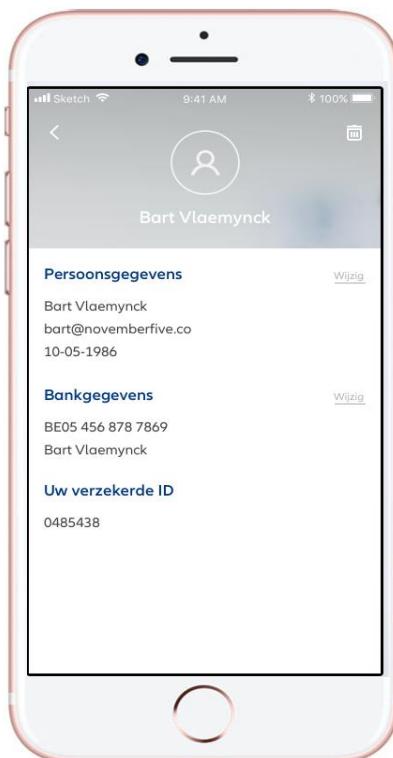 Sketch 9:41 AM 100%
Bart Vlaemynck
Persoonsgegevens Wijzig
Bart Vlaemynck
bart@novemberfive.co
10-05-1986
Bankgegevens Wijzig
BE05 456 878 7869
Bart Vlaemynck
Uw verzekerde ID
0485438